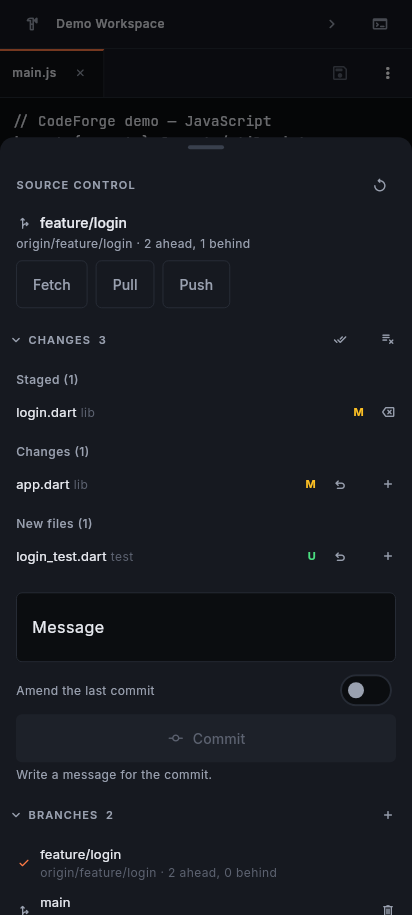 Demo Workspace
main.js
// CodeForge demo — JavaScript
SOURCE CONTROL
feature/login
origin/feature/login · 2 ahead, 1 behind
Fetch Pull Push
CHANGES 3
Staged (1)
login.dart lib M
Changes (1)
app.dart lib M
New files (1)
login_test.dart test U
Message
Amend the last commit
Commit
Write a message for the commit.
BRANCHES 2
feature/login
origin/feature/login · 2 ahead, 0 behind
main